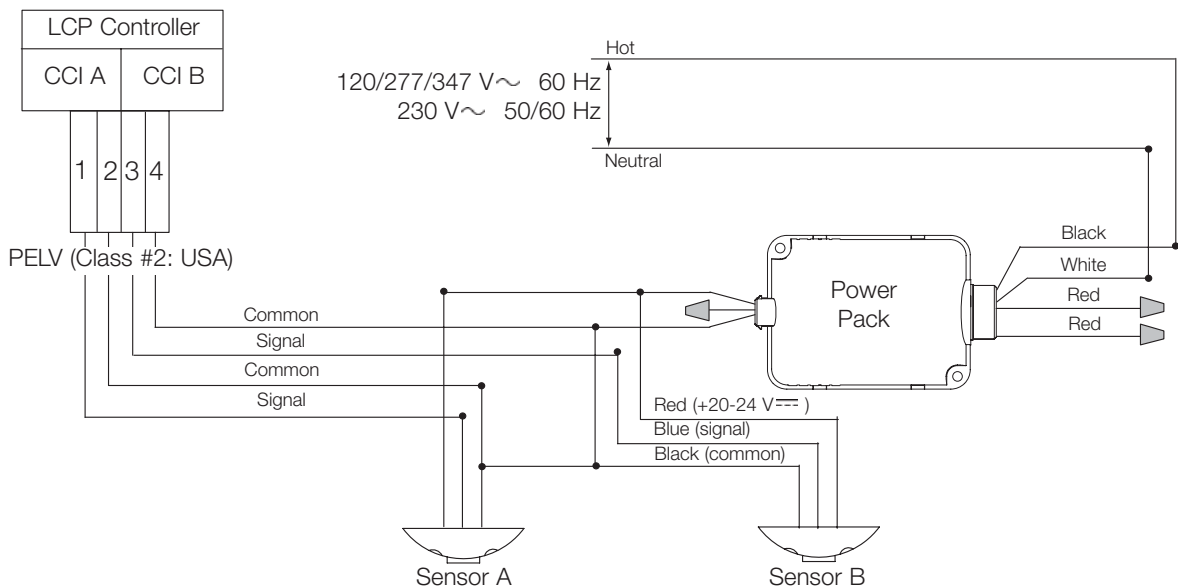 LCP Controller
CCI A
CCI B
1
2
3
4
PELV (Class #2: USA)
Hot
120/277/347 V~ 60 Hz
230 V~ 50/60 Hz
Neutral
Black
White
Red
Red
Power
Pack
Common
Signal
Common
Signal
Red (+20-24 V⎓)
Blue (signal)
Black (common)
Sensor A
Sensor B